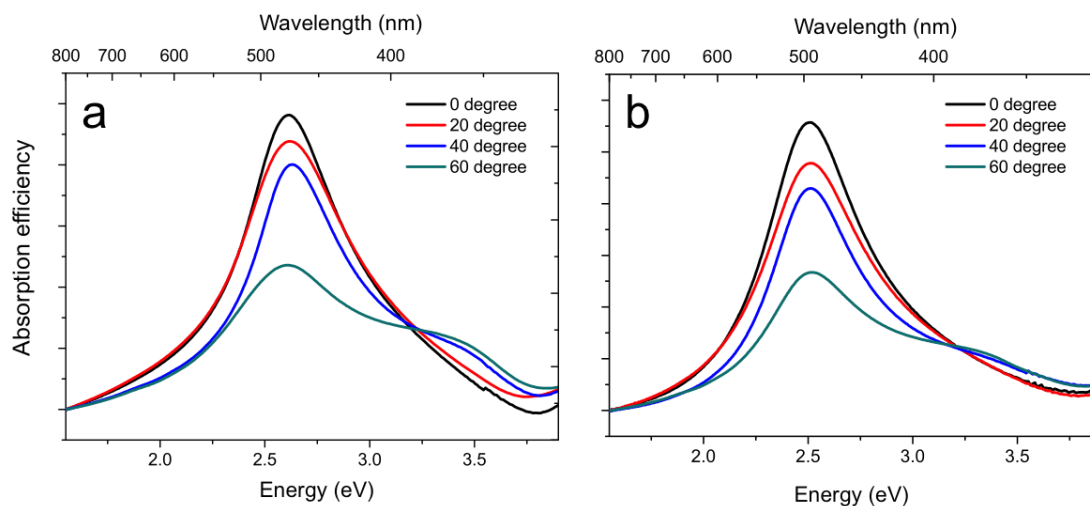 Wavelength (nm)
800 700 600 500 400
a
0 degree
20 degree
40 degree
60 degree
Absorption efficiency
2.0 2.5 3.0 3.5
Energy (eV)
Wavelength (nm)
800 700 600 500 400
b
0 degree
20 degree
40 degree
60 degree
2.0 2.5 3.0 3.5
Energy (eV)